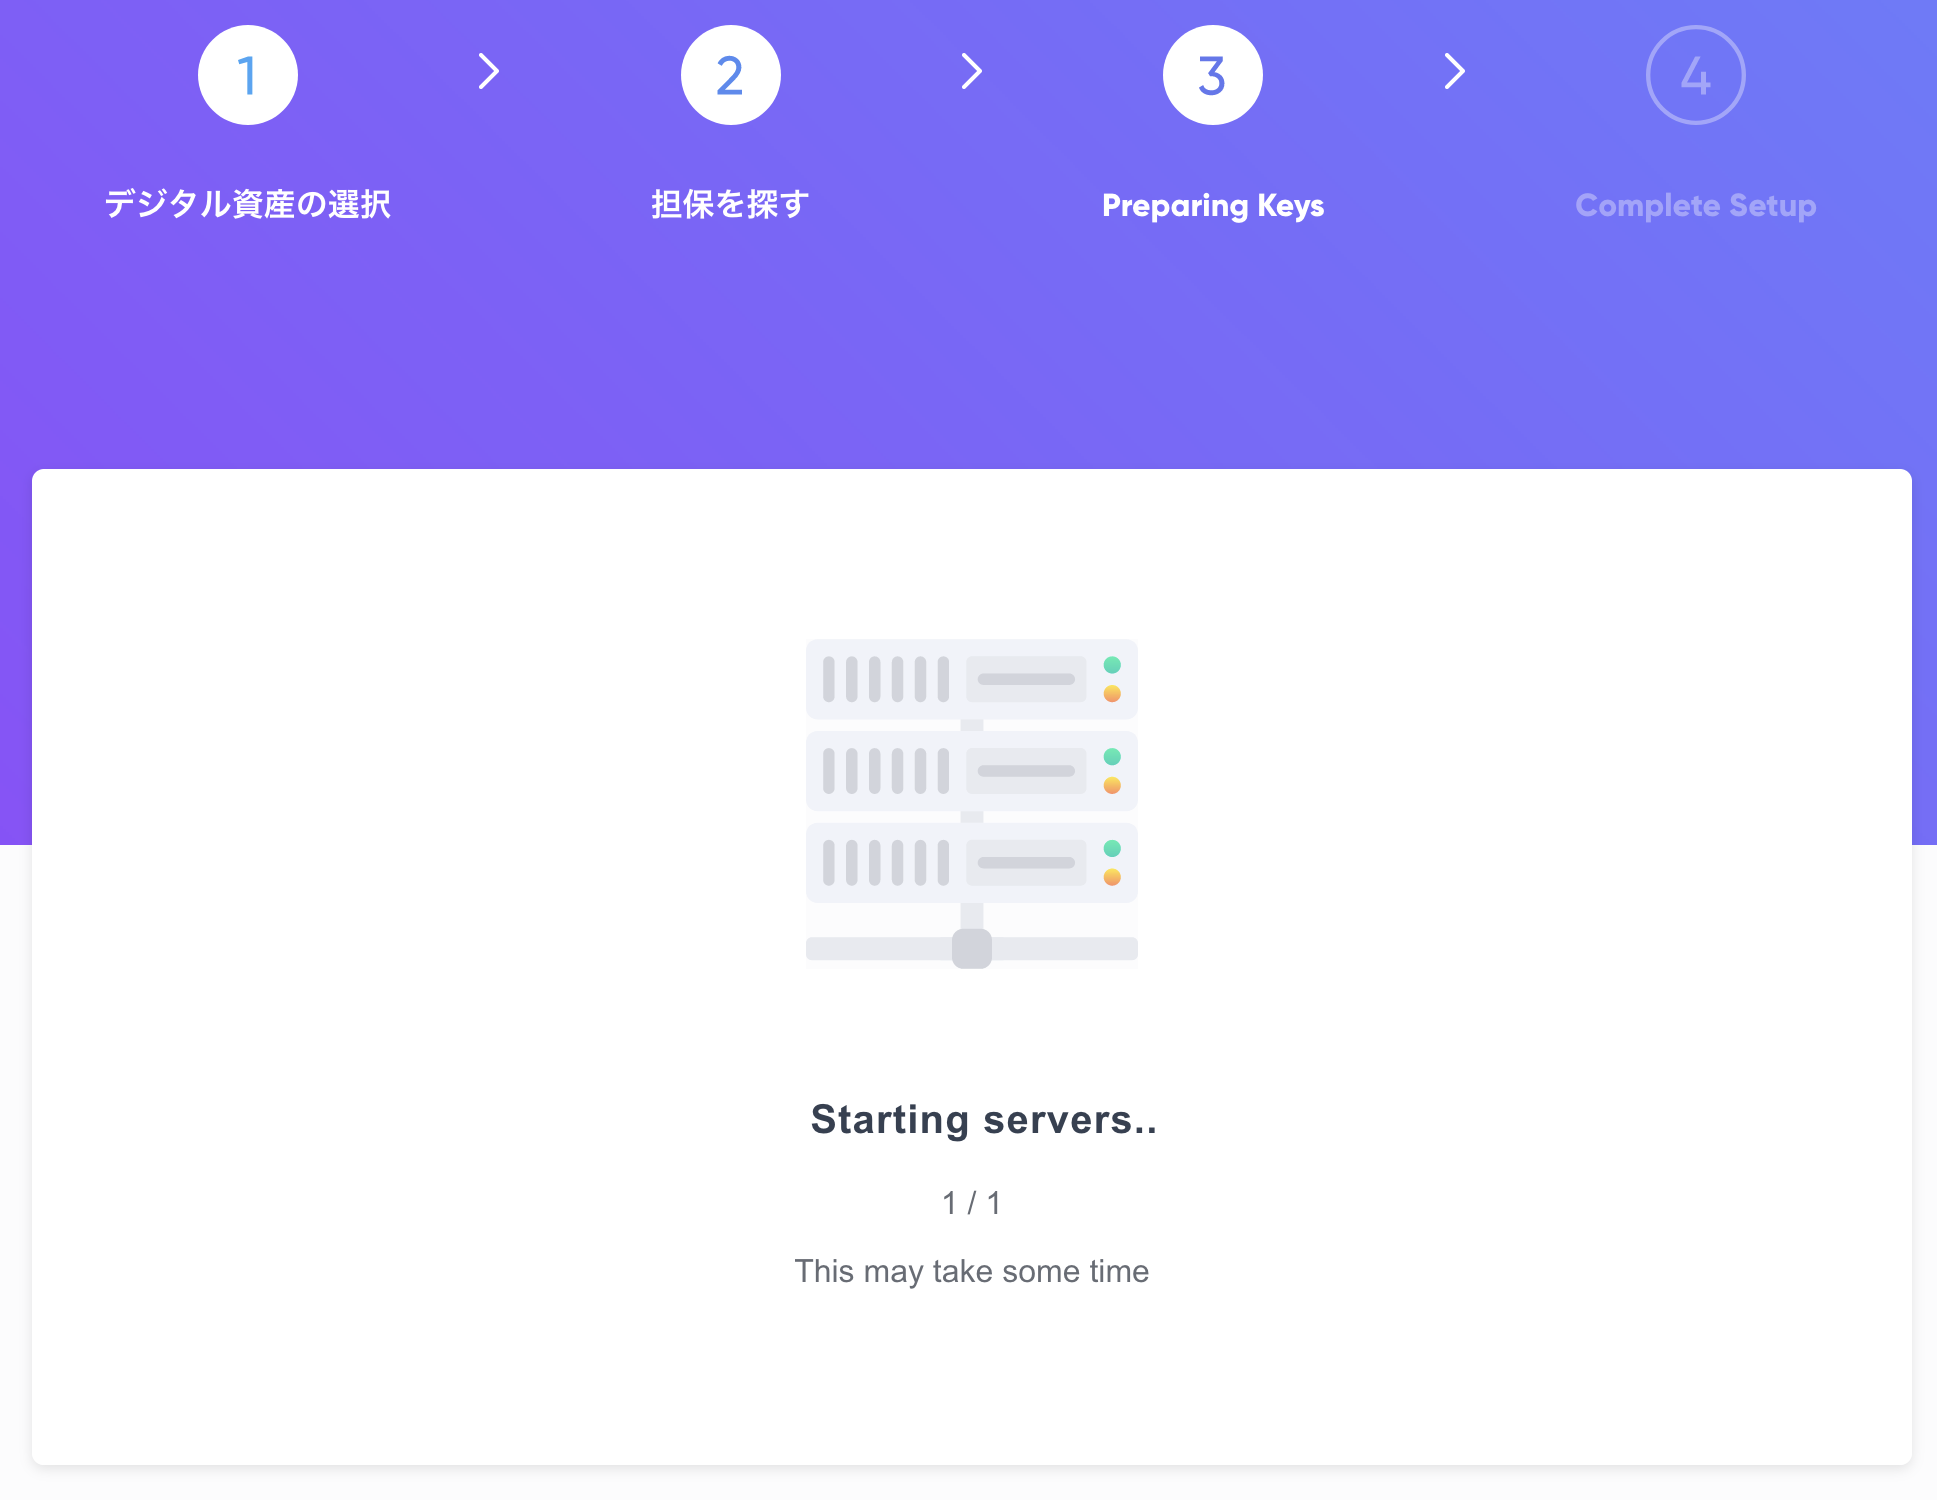 1
2
3
4
デジタル資産の選択
担保を探す
Preparing Keys
Complete Setup
Starting servers..
1 / 1
This may take some time